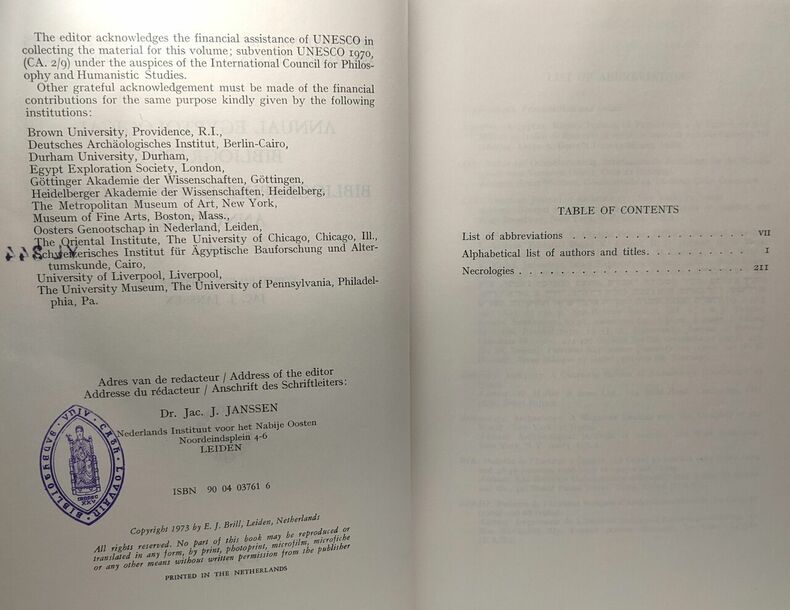 The editor acknowledges the financial assistance of UNESCO in
collecting the material for this volume; subvention UNESCO 1970,
(CA. 2/9) under the auspices of the International Council for Philos-
ophy and Humanistic Studies.
Other grateful acknowledgement must be made of the financial
contributions for the same purpose kindly given by the following
institutions:
Brown University, Providence, R.I.,
Deutsches Archäologisches Institut, Berlin-Cairo,
Durham University, Durham,
Egypt Exploration Society, London,
Göttinger Akademie der Wissenschaften, Göttingen,
Heidelberger Akademie der Wissenschaften, Heidelberg,
The Metropolitan Museum of Art, New York,
Museum of Fine Arts, Boston, Mass.,
Oosters Genootschap in Nederland, Leiden,
The Oriental Institute, The University of Chicago, Chicago, Ill.,
Schweizerisches Institut für Ägyptische Bauforschung und Alter-
tumskunde, Cairo,
University of Liverpool, Liverpool,
The University Museum, The University of Pennsylvania, Philadel-
phia, Pa.
Adres van de redacteur / Address of the editor
Addresse du rédacteur / Anschrift des Schriftleiters:
Dr. Jac. J. JANSSEN
Nederlands Instituut voor het Nabije Oosten
Noordeindsplein 4-6
LEIDEN
BIBLIOTHECVE · VNIV · CATH · LOVVAIN
ISBN 90 04 03761 6
Copyright 1973 by E. J. Brill, Leiden, Netherlands
All rights reserved. No part of this book may be reproduced or
translated in any form, by print, photoprint, microfilm, microfiche
or any other means without written permission from the publisher
PRINTED IN THE NETHERLANDS
TABLE OF CONTENTS
List of abbreviations . . . . . . . . . . . . . . . . . VII
Alphabetical list of authors and titles. . . . . . . . . . . 1
Necrologies . . . . . . . . . . . . . . . . . . . . . 211